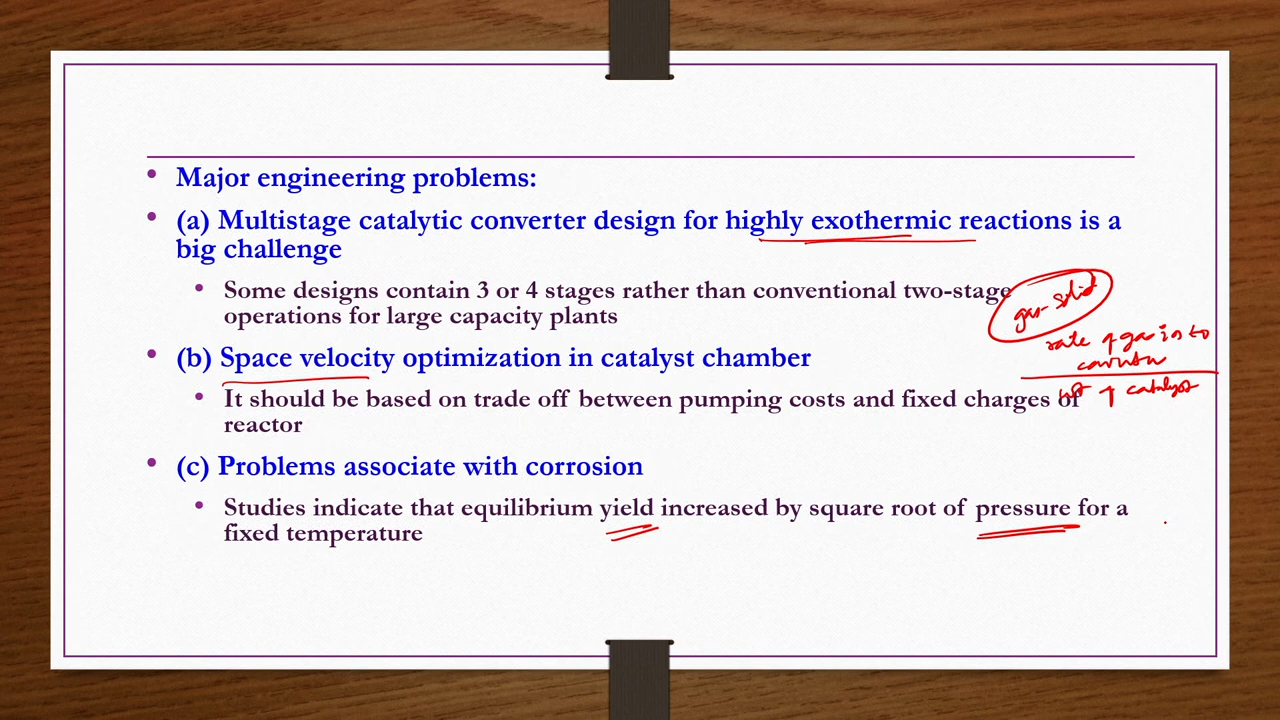 • Major engineering problems:
• (a) Multistage catalytic converter design for highly exothermic reactions is a
big challenge
• Some designs contain 3 or 4 stages rather than conventional two-stage
operations for large capacity plants
gas-solid
rate of gas in to
• (b) Space velocity optimization in catalyst chamber
wt of catalyst
• It should be based on trade off between pumping costs and fixed charges of
reactor
• (c) Problems associate with corrosion
• Studies indicate that equilibrium yield increased by square root of pressure for a
fixed temperature